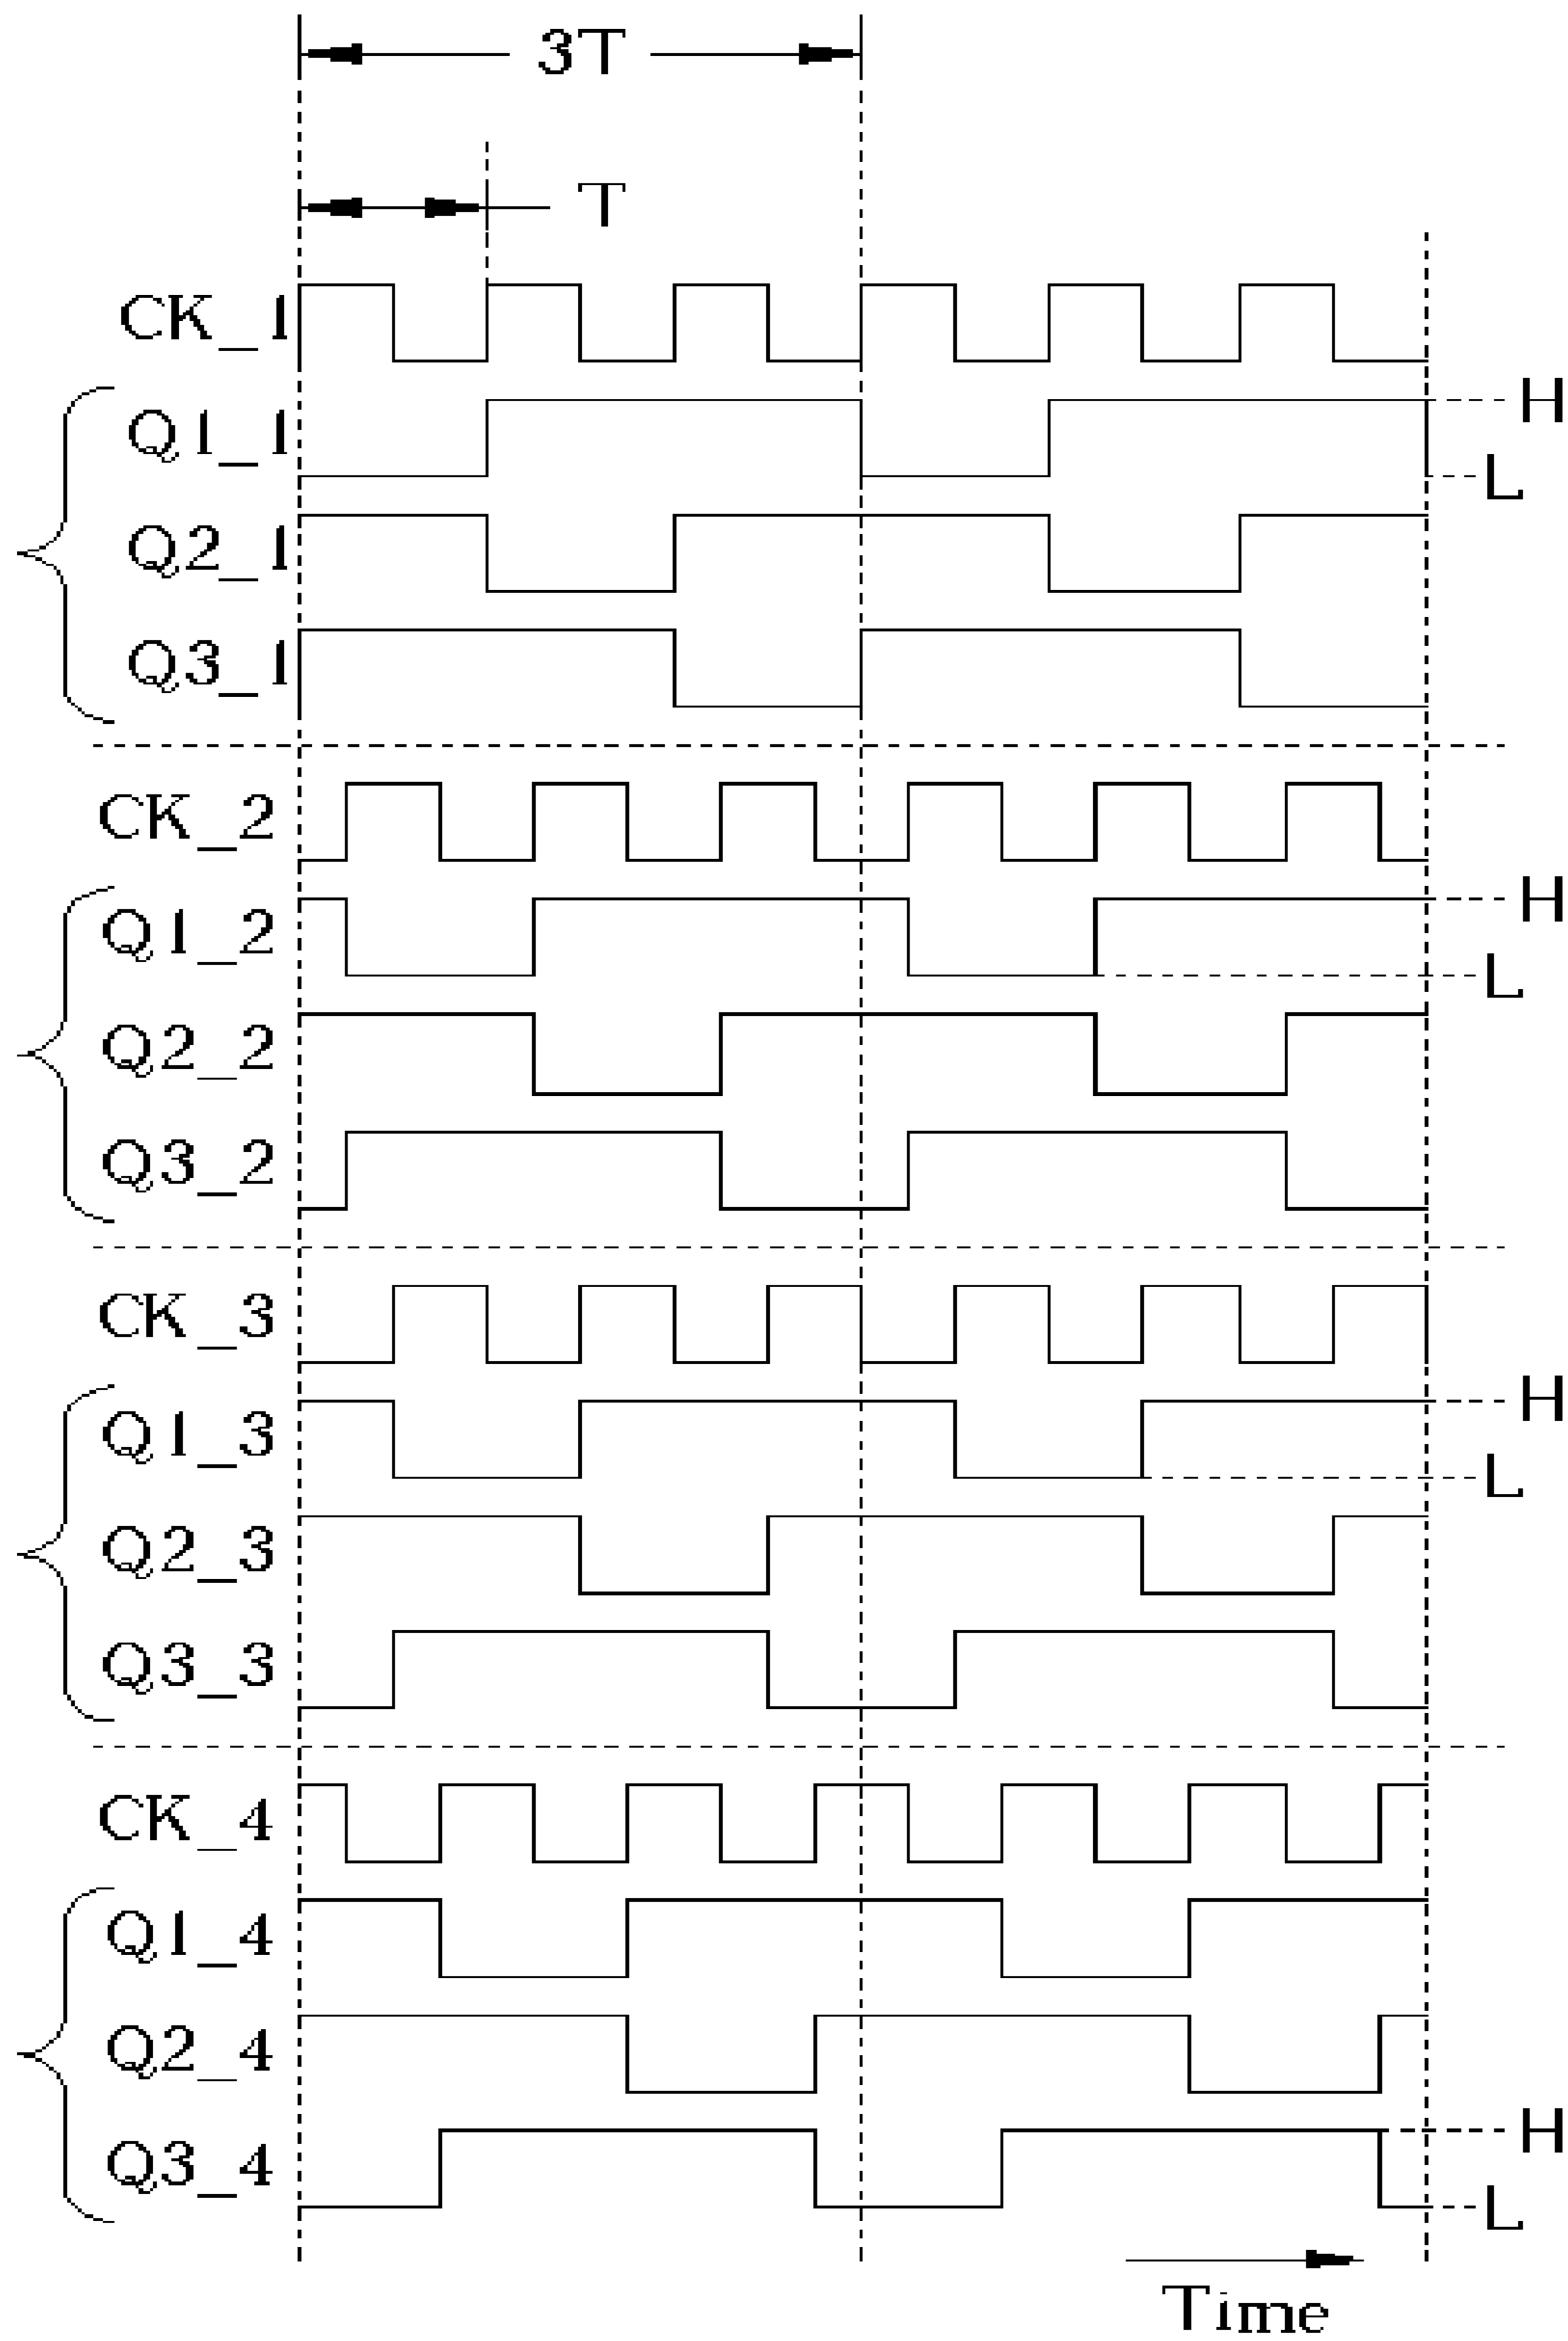 3T
T
CK_1
Q1_1
H
L
Q2_1
Q3_1
CK_2
Q1_2
H
L
Q2_2
Q3_2
CK_3
Q1_3
H
L
Q2_3
Q3_3
CK_4
Q1_4
Q2_4
Q3_4
H
L
Time